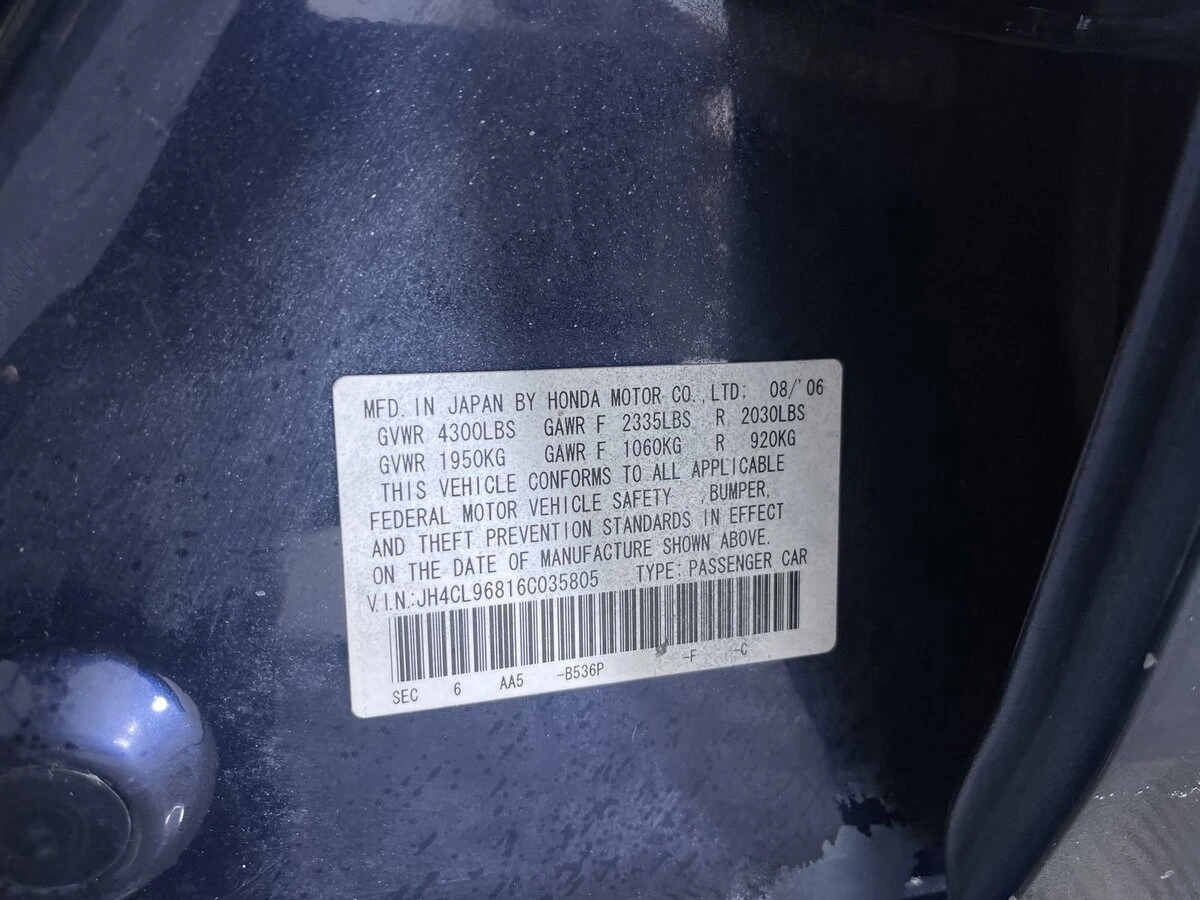 MFD. IN JAPAN BY HONDA MOTOR CO.,LTD; 08/'06
GVWR 4300LBS GAWR F 2335LBS R 2030LBS
GVWR 1950KG GAWR F 1060KG R 920KG
THIS VEHICLE CONFORMS TO ALL APPLICABLE
FEDERAL MOTOR VEHICLE SAFETY ,BUMPER,
AND THEFT PREVENTION STANDARDS IN EFFECT
ON THE DATE OF MANUFACTURE SHOWN ABOVE.
V.I.N.:JH4CL96816C035805 TYPE:PASSENGER CAR
SEC 6 AA5 -B536P -F -C